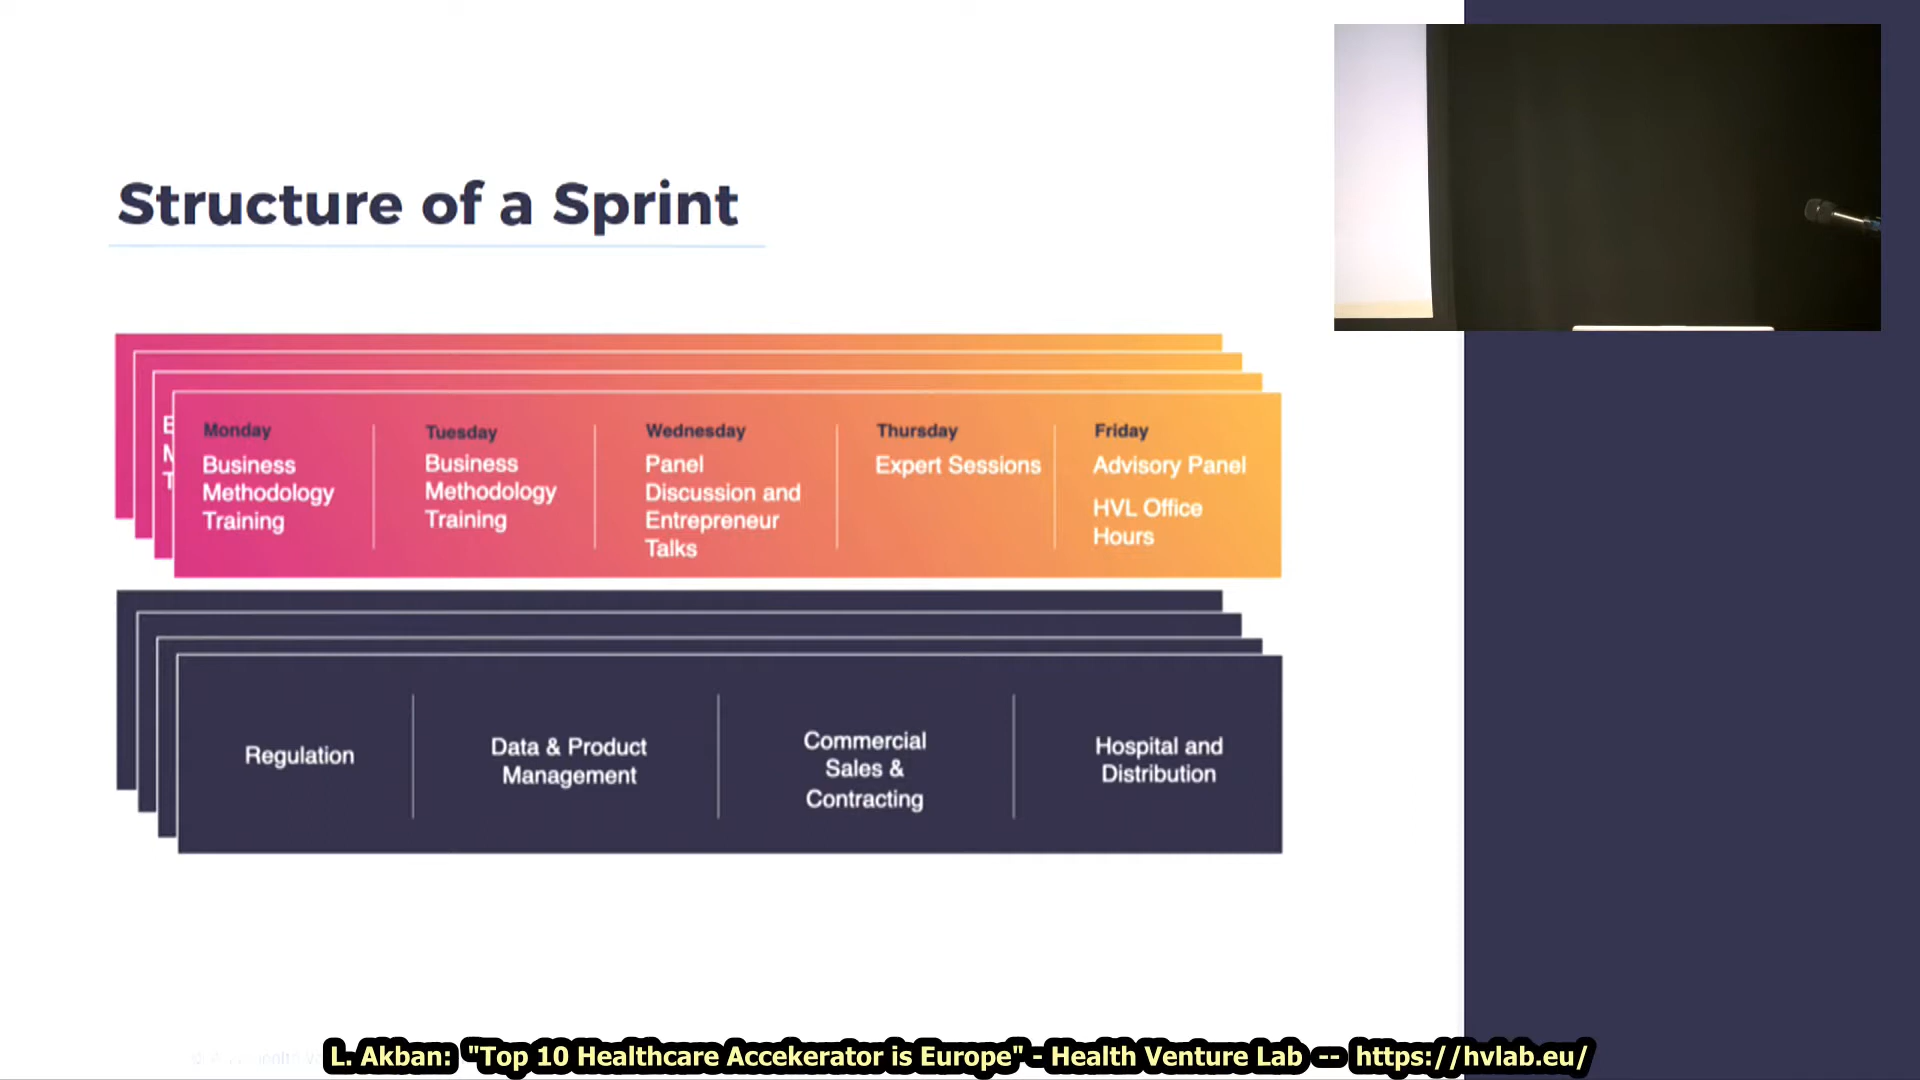 Structure of a Sprint
Monday
Business
Methodology
Training
Tuesday
Business
Methodology
Training
Wednesday
Panel
Discussion and
Entrepreneur
Talks
Thursday
Expert Sessions
Friday
Advisory Panel
HVL Office
Hours
Regulation
Data & Product
Management
Commercial
Sales &
Contracting
Hospital and
Distribution
L. Akban: "Top 10 Healthcare Accekerator is Europe" - Health Venture Lab -- https://hvlab.eu/